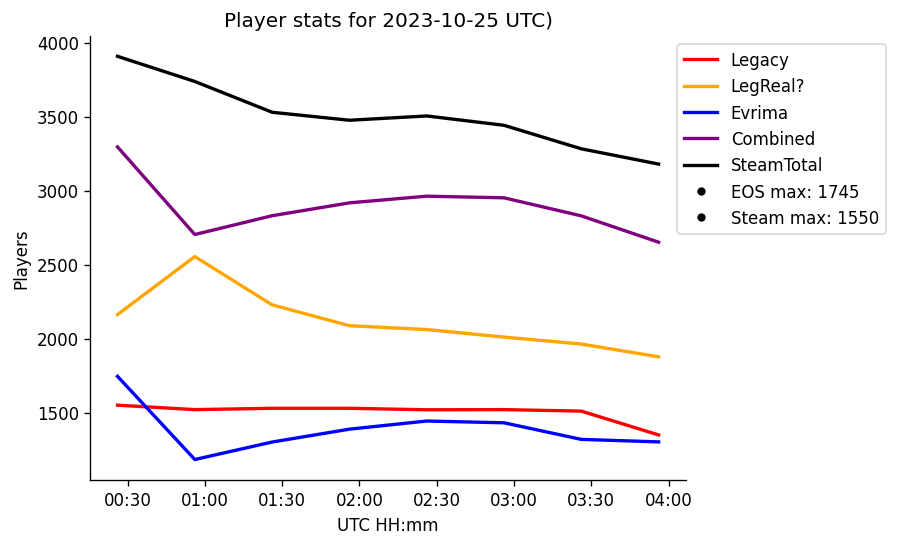 Player stats for 2023-10-25 UTC)
4000
3500
3000
2500
2000
1500
Players
00:30 01:00 01:30 02:00 02:30 03:00 03:30 04:00
UTC HH:mm
Legacy
LegReal?
Evrima
Combined
SteamTotal
EOS max: 1745
Steam max: 1550